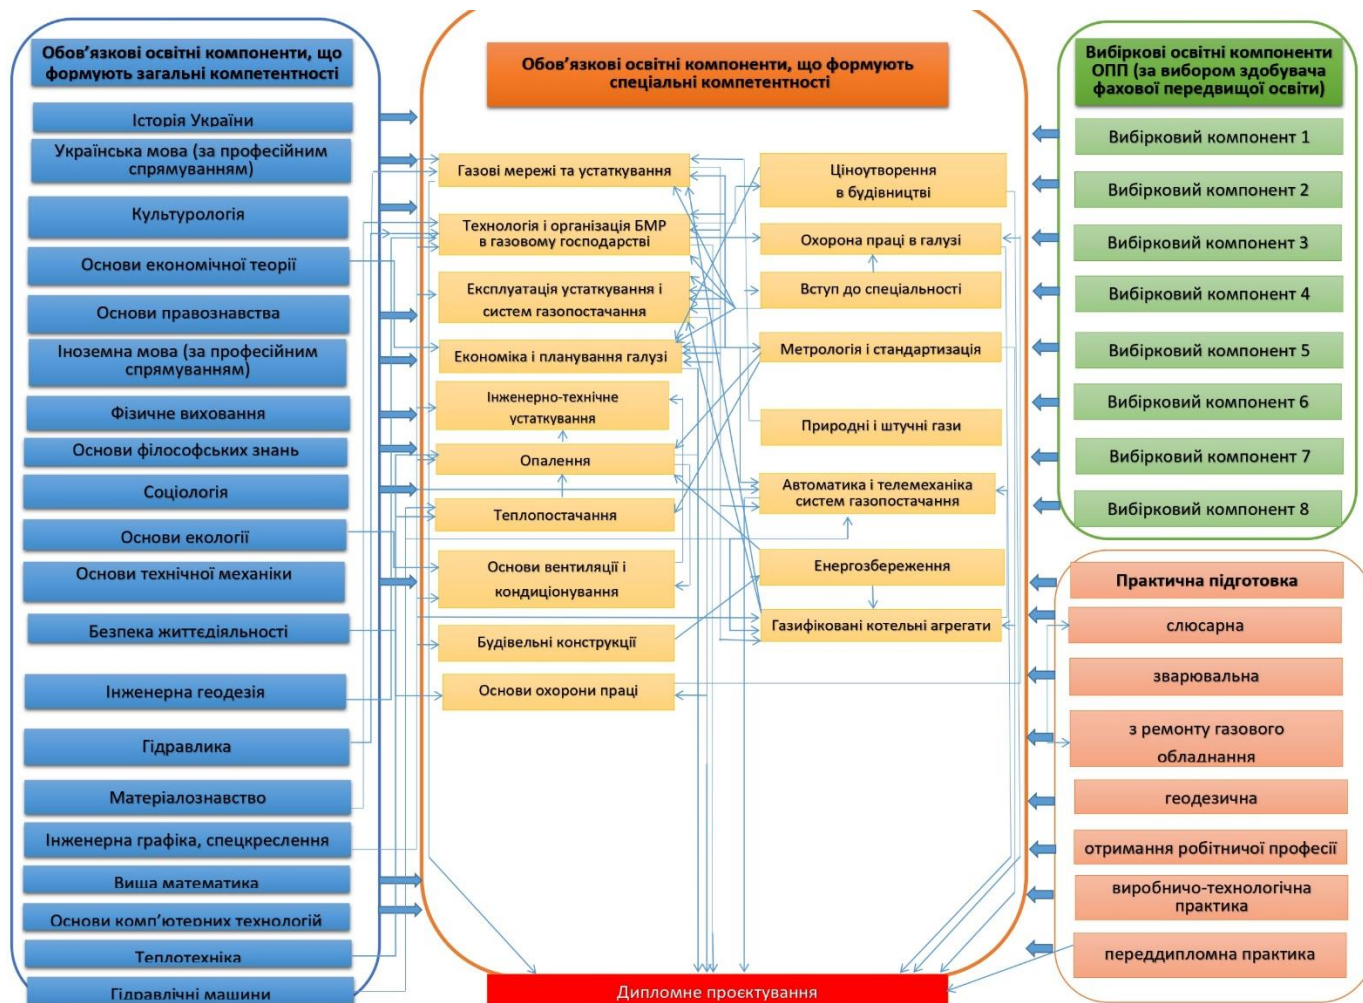 Обов’язкові освітні компоненти, що
формують загальні компетентності
Історія України
Українська мова (за професійним
спрямуванням)
Культурологія
Основи економічної теорії
Основи правознавства
Іноземна мова (за професійним
спрямуванням)
Фізичне виховання
Основи філософських знань
Соціологія
Основи екології
Основи технічної механіки
Безпека життєдіяльності
Інженерна геодезія
Гідравлика
Матеріалознавство
Інженерна графіка, спецкреслення
Вища математика
Основи комп’ютерних технологій
Теплотехніка
Гідравлічні машини
Обов’язкові освітні компоненти, що формують
спеціальні компетентності
Газові мережі та устаткування
Технологія і організація БМР
в газовому господарстві
Експлуатація устаткування і
систем газопостачання
Економіка і планування галузі
Інженерно-технічне
устаткування
Опалення
Теплопостачання
Основи вентиляції і
кондиціонування
Будівельні конструкції
Основи охорони праці
Ціноутворення
в будівництві
Охорона праці в галузі
Вступ до спеціальності
Метрологія і стандартизація
Природні і штучні гази
Автоматика і телемеханіка
систем газопостачання
Енергозбереження
Газифіковані котельні агрегати
Дипломне проєктування
Вибіркові освітні компоненти
ОПП (за вибором здобувача
фахової передвищої освіти)
Вибірковий компонент 1
Вибірковий компонент 2
Вибірковий компонент 3
Вибірковий компонент 4
Вибірковий компонент 5
Вибірковий компонент 6
Вибірковий компонент 7
Вибірковий компонент 8
Практична підготовка
слюсарна
зварювальна
з ремонту газового
обладнання
геодезична
отримання робітничої професії
виробничо-технологічна
практика
переддипломна практика